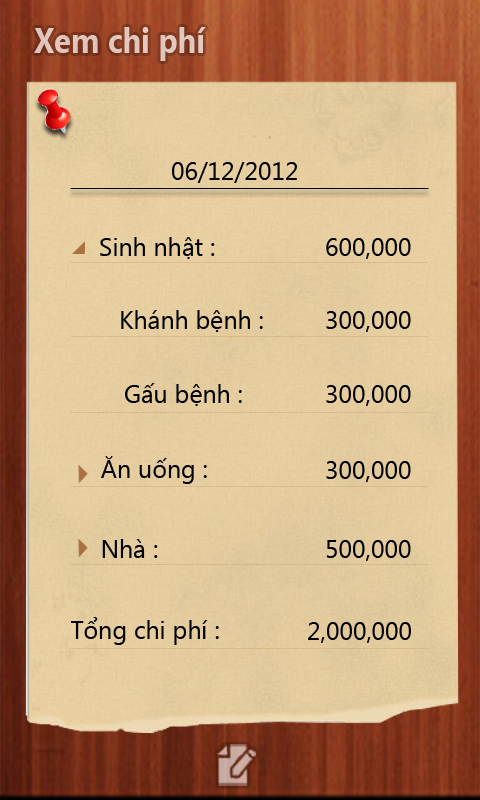 Xem chi phí
06/12/2012
Sinh nhật : 600,000
Khánh bệnh : 300,000
Gấu bệnh : 300,000
Ăn uống : 300,000
Nhà : 500,000
Tổng chi phí : 2,000,000